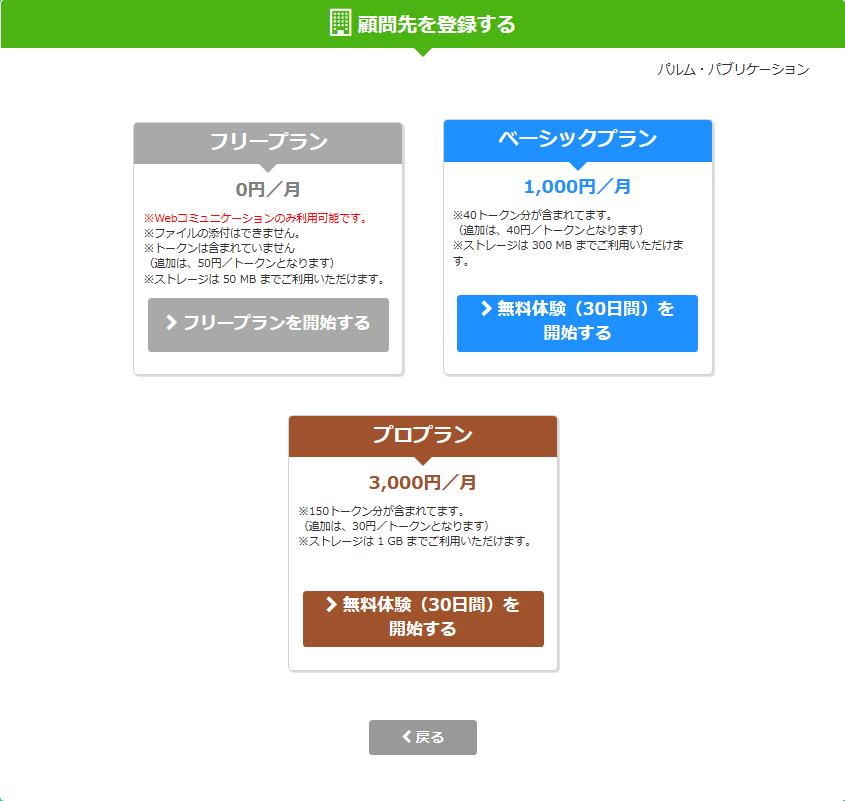 顧問先を登録する
パルム・パブリケーション
フリープラン
0円／月
※Webコミュニケーションのみ利用可能です。
※ファイルの添付はできません。
※トークンは含まれていません
（追加は、50円／トークンとなります）
※ストレージは 50 MB までご利用いただけます。
フリープランを開始する
ベーシックプラン
1,000円／月
※40トークン分が含まれてます。
（追加は、40円／トークンとなります）
※ストレージは 300 MB までご利用いただけま
す。
無料体験（30日間）を
開始する
プロプラン
3,000円／月
※150トークン分が含まれてます。
（追加は、30円／トークンとなります）
※ストレージは 1 GB までご利用いただけます。
無料体験（30日間）を
開始する
戻る